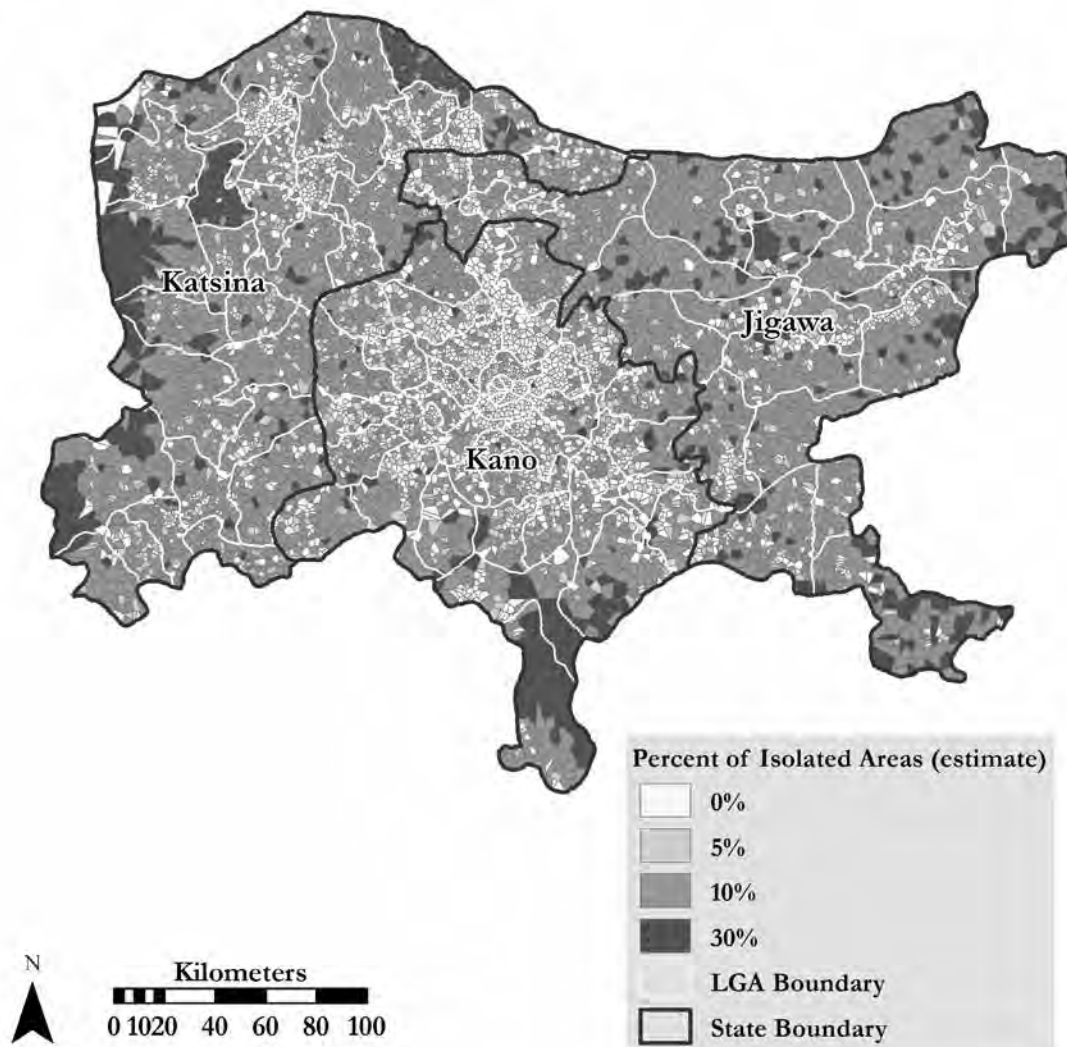 Katsina
Jigawa
Kano
Percent of Isolated Areas (estimate)
0%
5%
10%
30%
LGA Boundary
State Boundary
N
Kilometers
0 1020 40 60 80 100